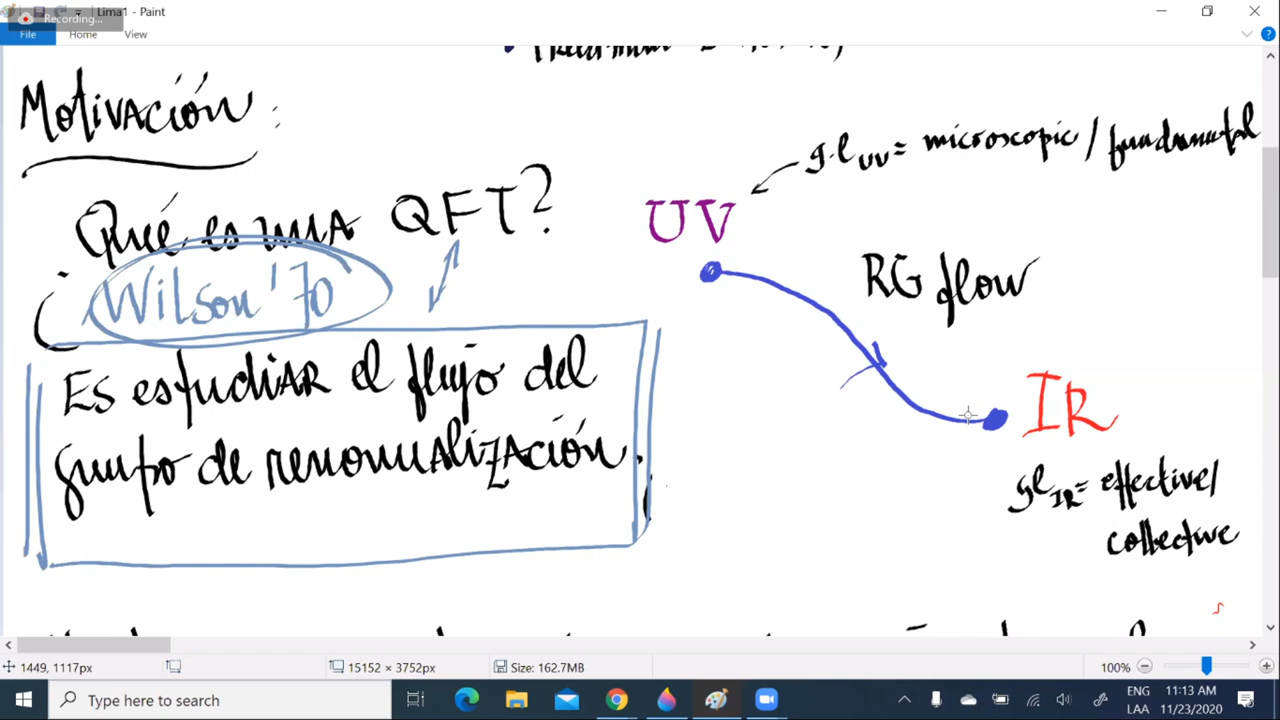 Recording...
Lima1 - Paint
File Home View
Motivación:
¿Qué es una QFT?
Wilson '70
Es estudiar el flujo del
grupo de renormalización.
g.l UV = microscopic / fundamental
UV
RG flow
IR
gl IR = effective/
collective
1449, 1117px
15152 × 3752px
Size: 162.7MB
100%
Type here to search
ENG
LAA
11:13 AM
11/23/2020